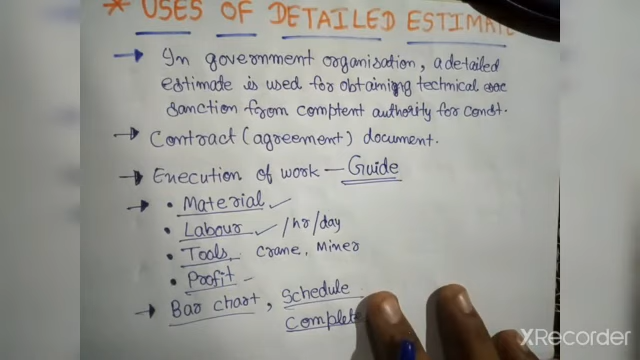 * USES OF DETAILED ESTIMATE
→ In government organisation, a detailed
estimate is used for obtaining technical
sanction from comptent authority for const.
→ Contract (agreement) document.
→ Execution of work — Guide
→ • Material ✓
• Labour ✓ /hr/day
• Tools. Crane, Mixer
• Profit –
→ Bar chart, Schedule
Complete
XRecorder